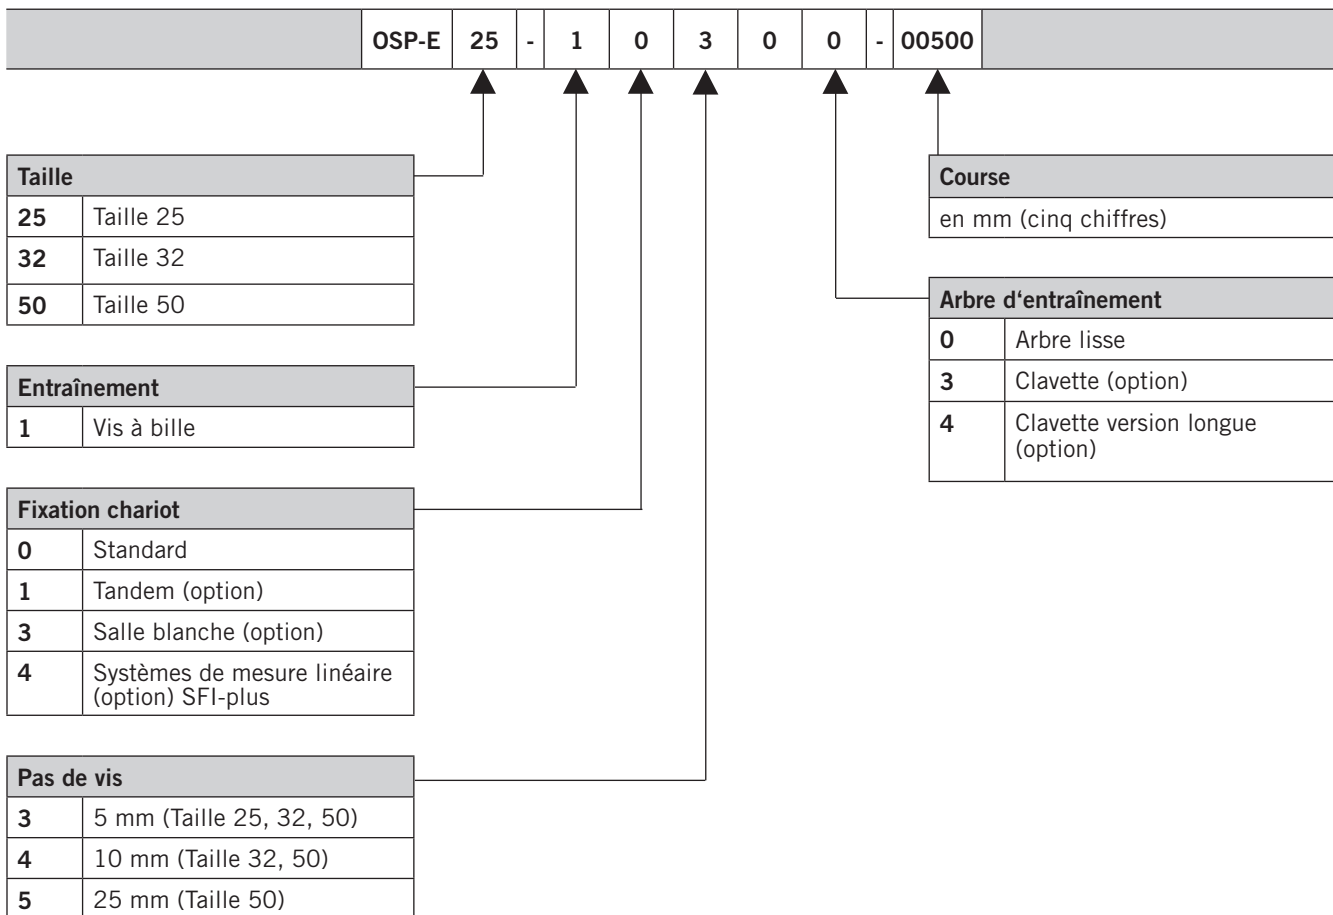 OSP-E 25 - 1 0 3 0 0 - 00500
Taille
25 Taille 25
32 Taille 32
50 Taille 50
Entraînement
1 Vis à bille
Fixation chariot
0 Standard
1 Tandem (option)
3 Salle blanche (option)
4 Systèmes de mesure linéaire
(option) SFI-plus
Pas de vis
3 5 mm (Taille 25, 32, 50)
4 10 mm (Taille 32, 50)
5 25 mm (Taille 50)
Course
en mm (cinq chiffres)
Arbre d‘entraînement
0 Arbre lisse
3 Clavette (option)
4 Clavette version longue
(option)